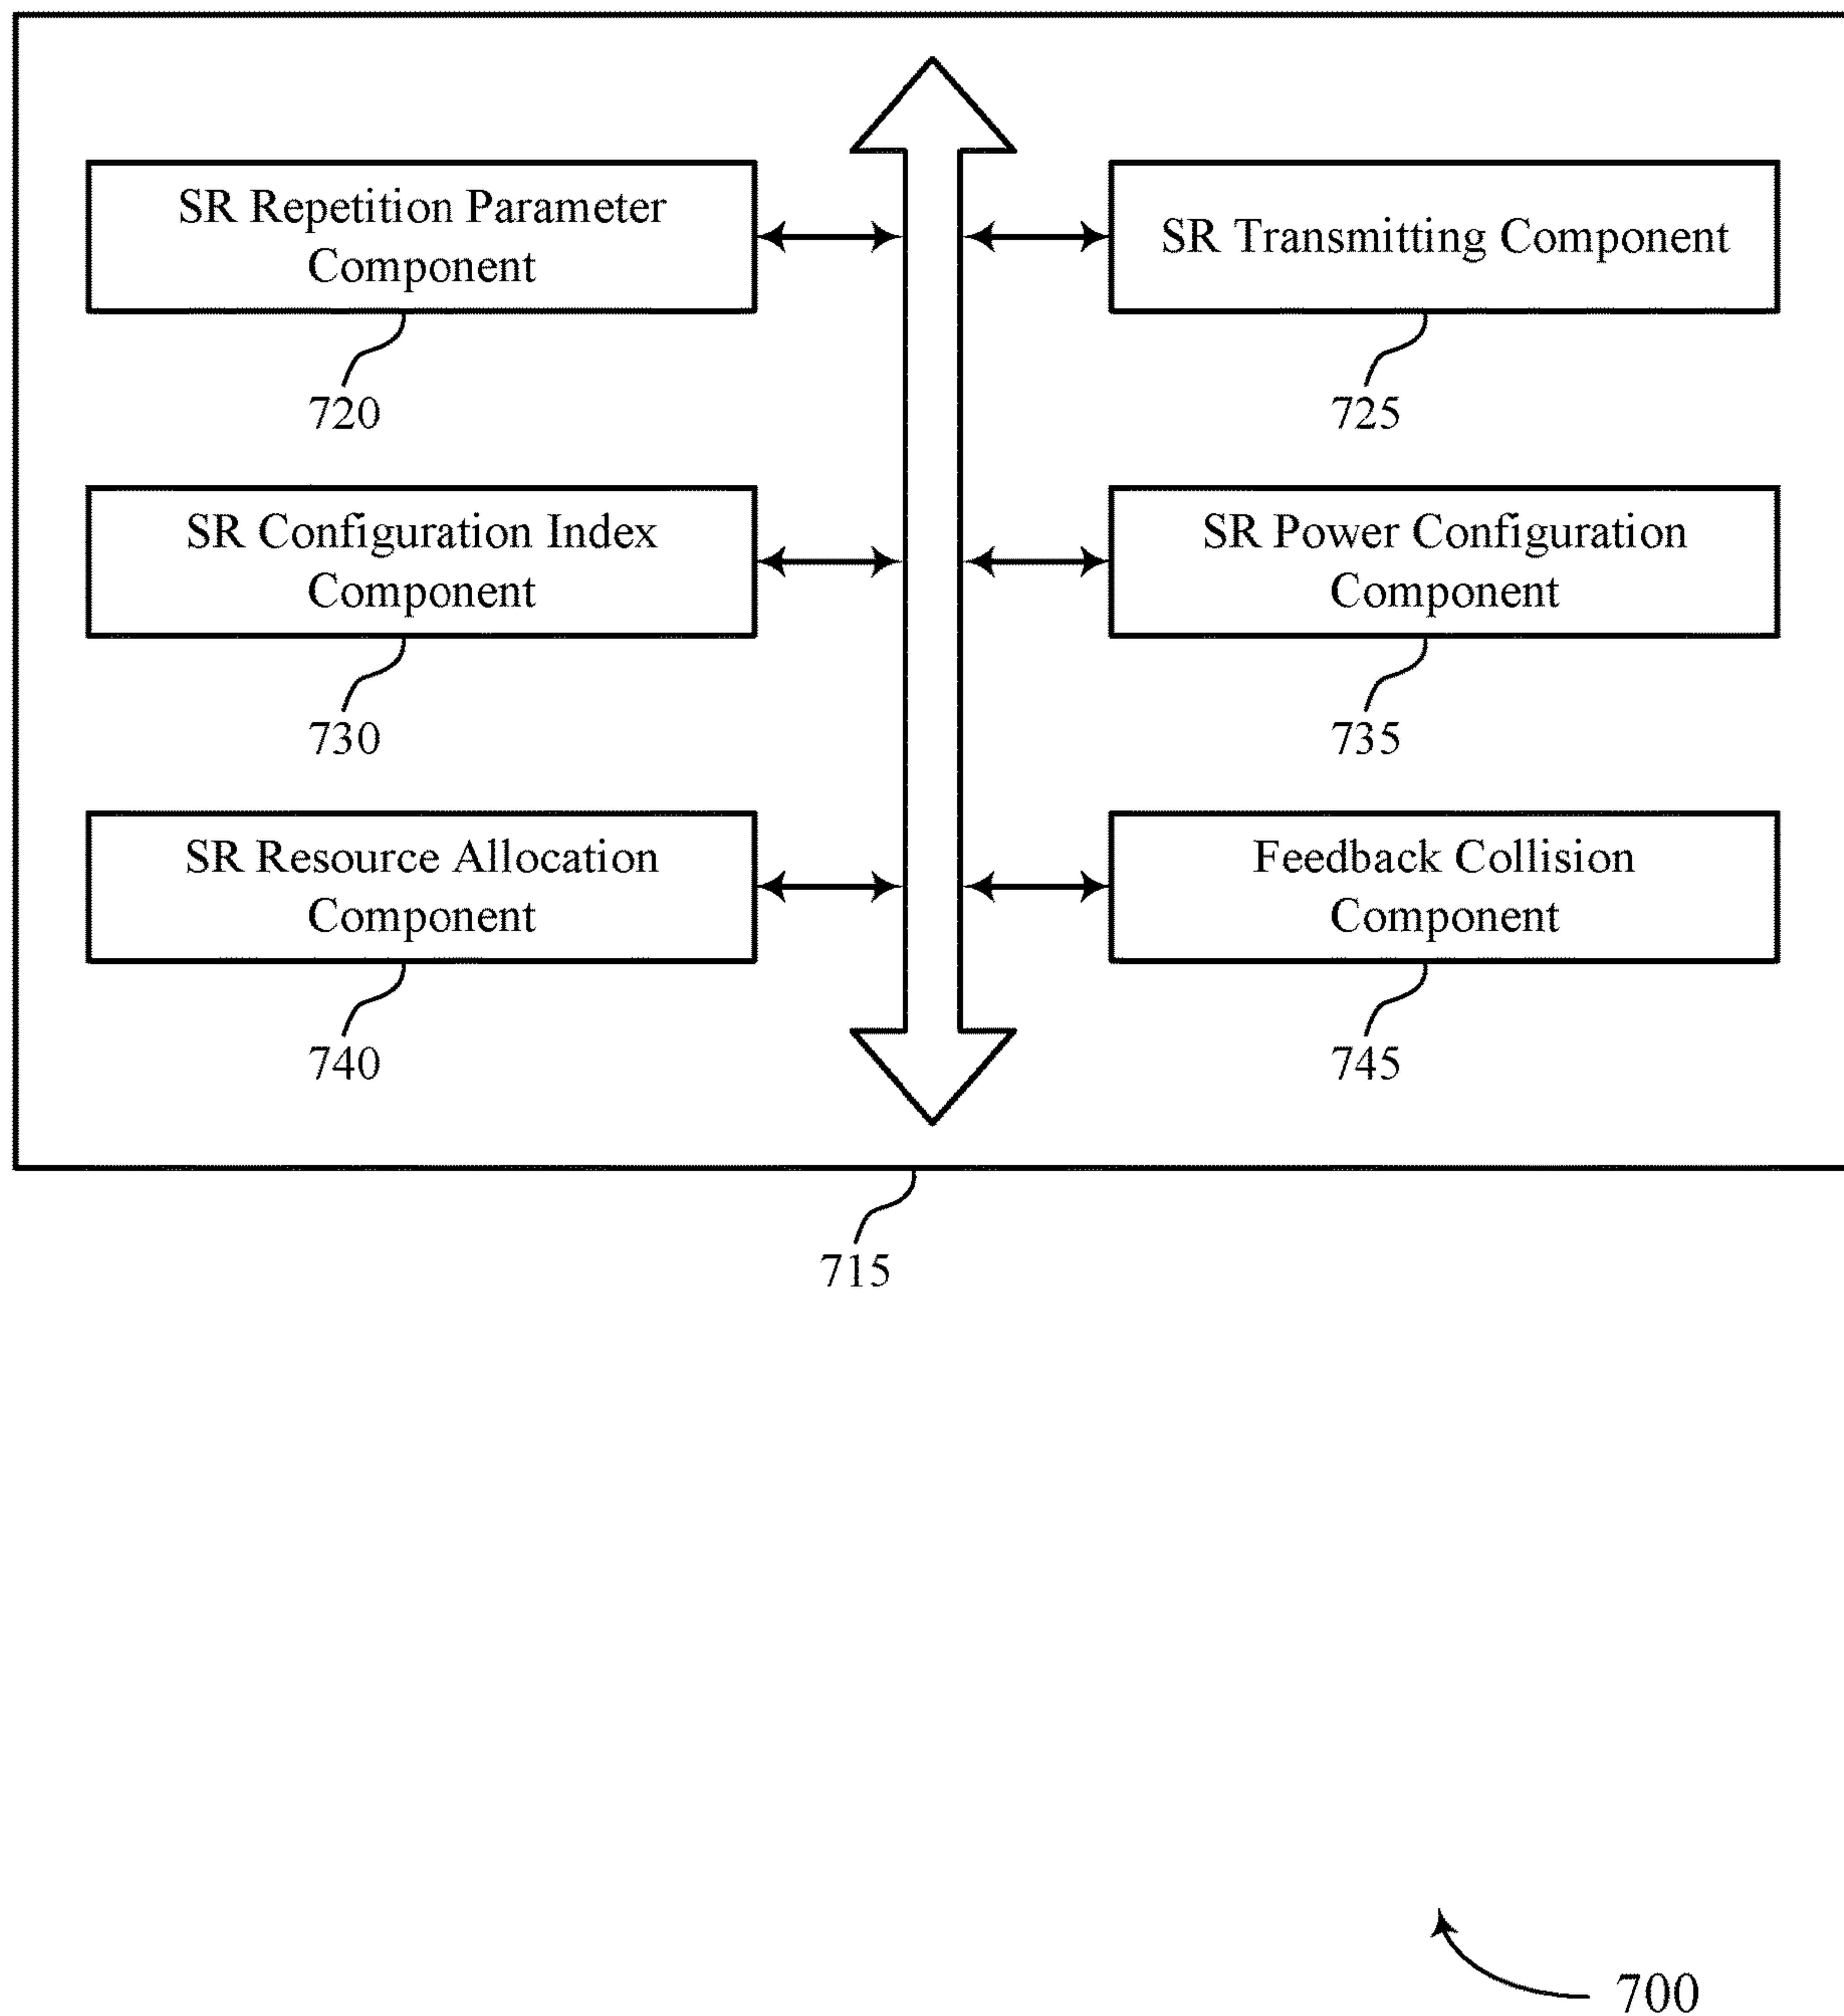 SR Repetition Parameter
Component
720
SR Transmitting Component
725
SR Configuration Index
Component
730
SR Power Configuration
Component
735
SR Resource Allocation
Component
740
Feedback Collision
Component
745
715
700